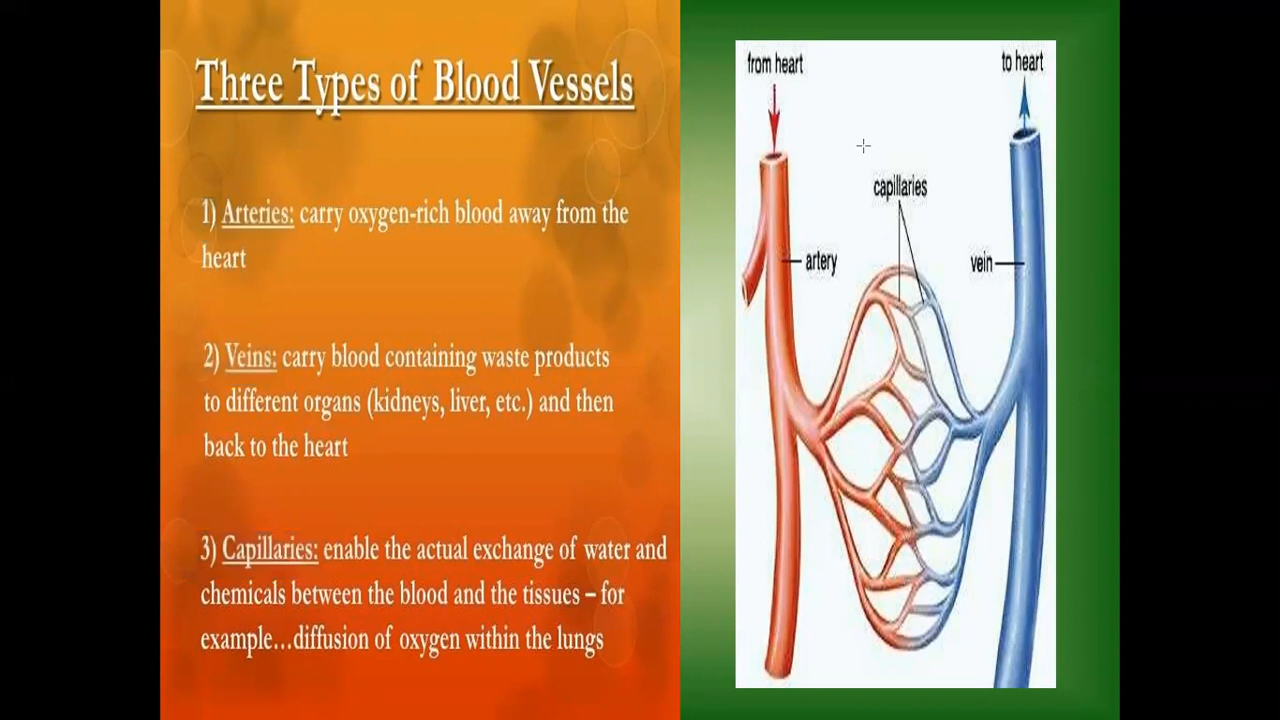 Three Types of Blood Vessels
1) Arteries: carry oxygen-rich blood away from the
heart
2) Veins: carry blood containing waste products
to different organs (kidneys, liver, etc.) and then
back to the heart
3) Capillaries: enable the actual exchange of water and
chemicals between the blood and the tissues – for
example…diffusion of oxygen within the lungs
from heart
to heart
capillaries
artery
vein